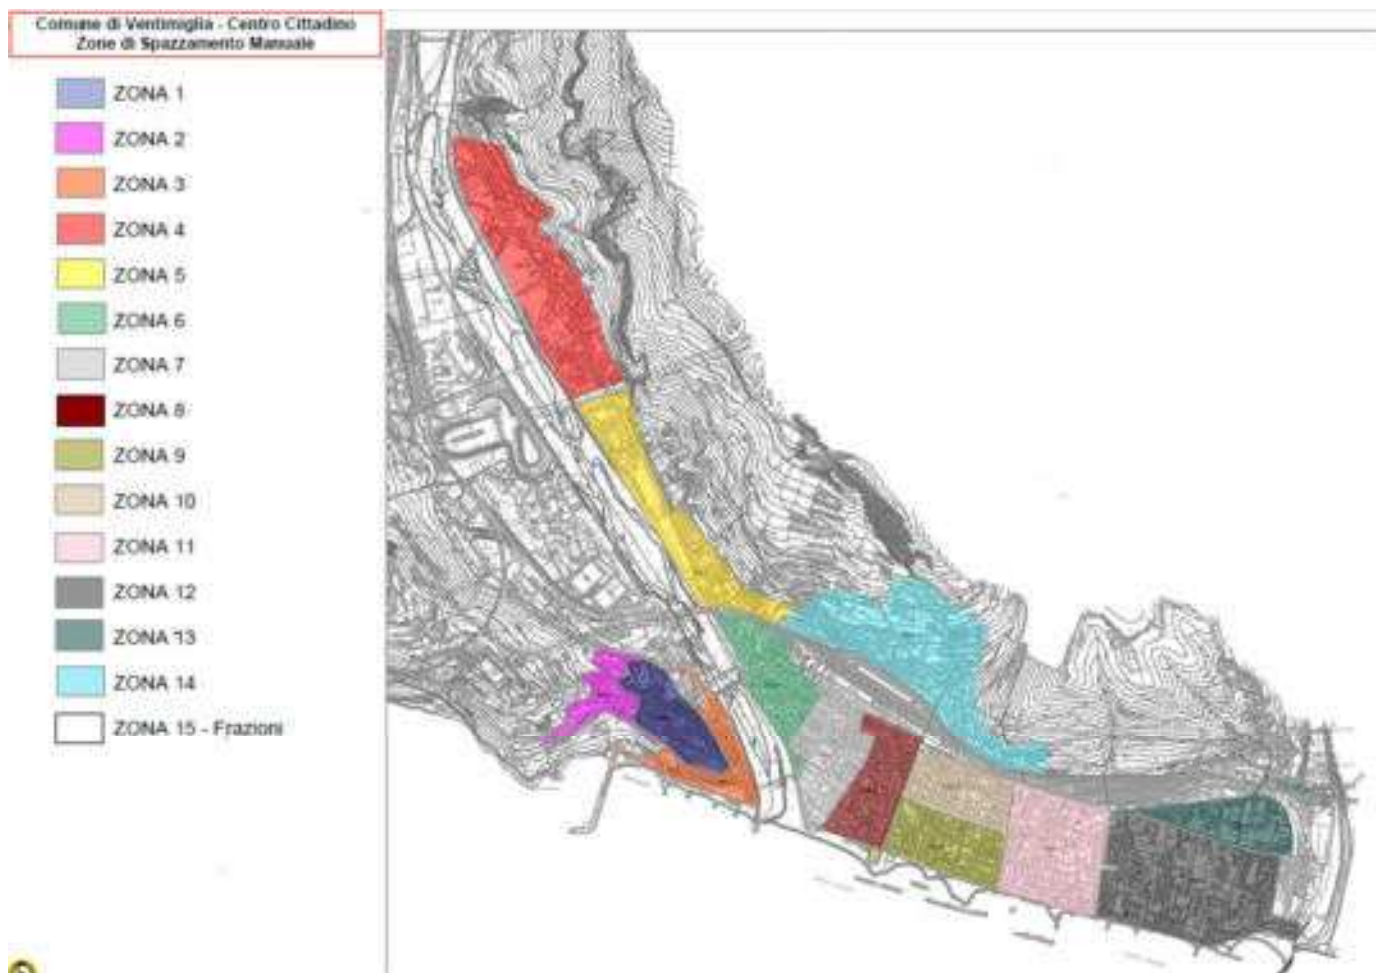 Comune di Ventimiglia - Centro Cittadino
Zone di Spazzamento Manuale
ZONA 1
ZONA 2
ZONA 3
ZONA 4
ZONA 5
ZONA 6
ZONA 7
ZONA 8
ZONA 9
ZONA 10
ZONA 11
ZONA 12
ZONA 13
ZONA 14
ZONA 15 - Frazioni